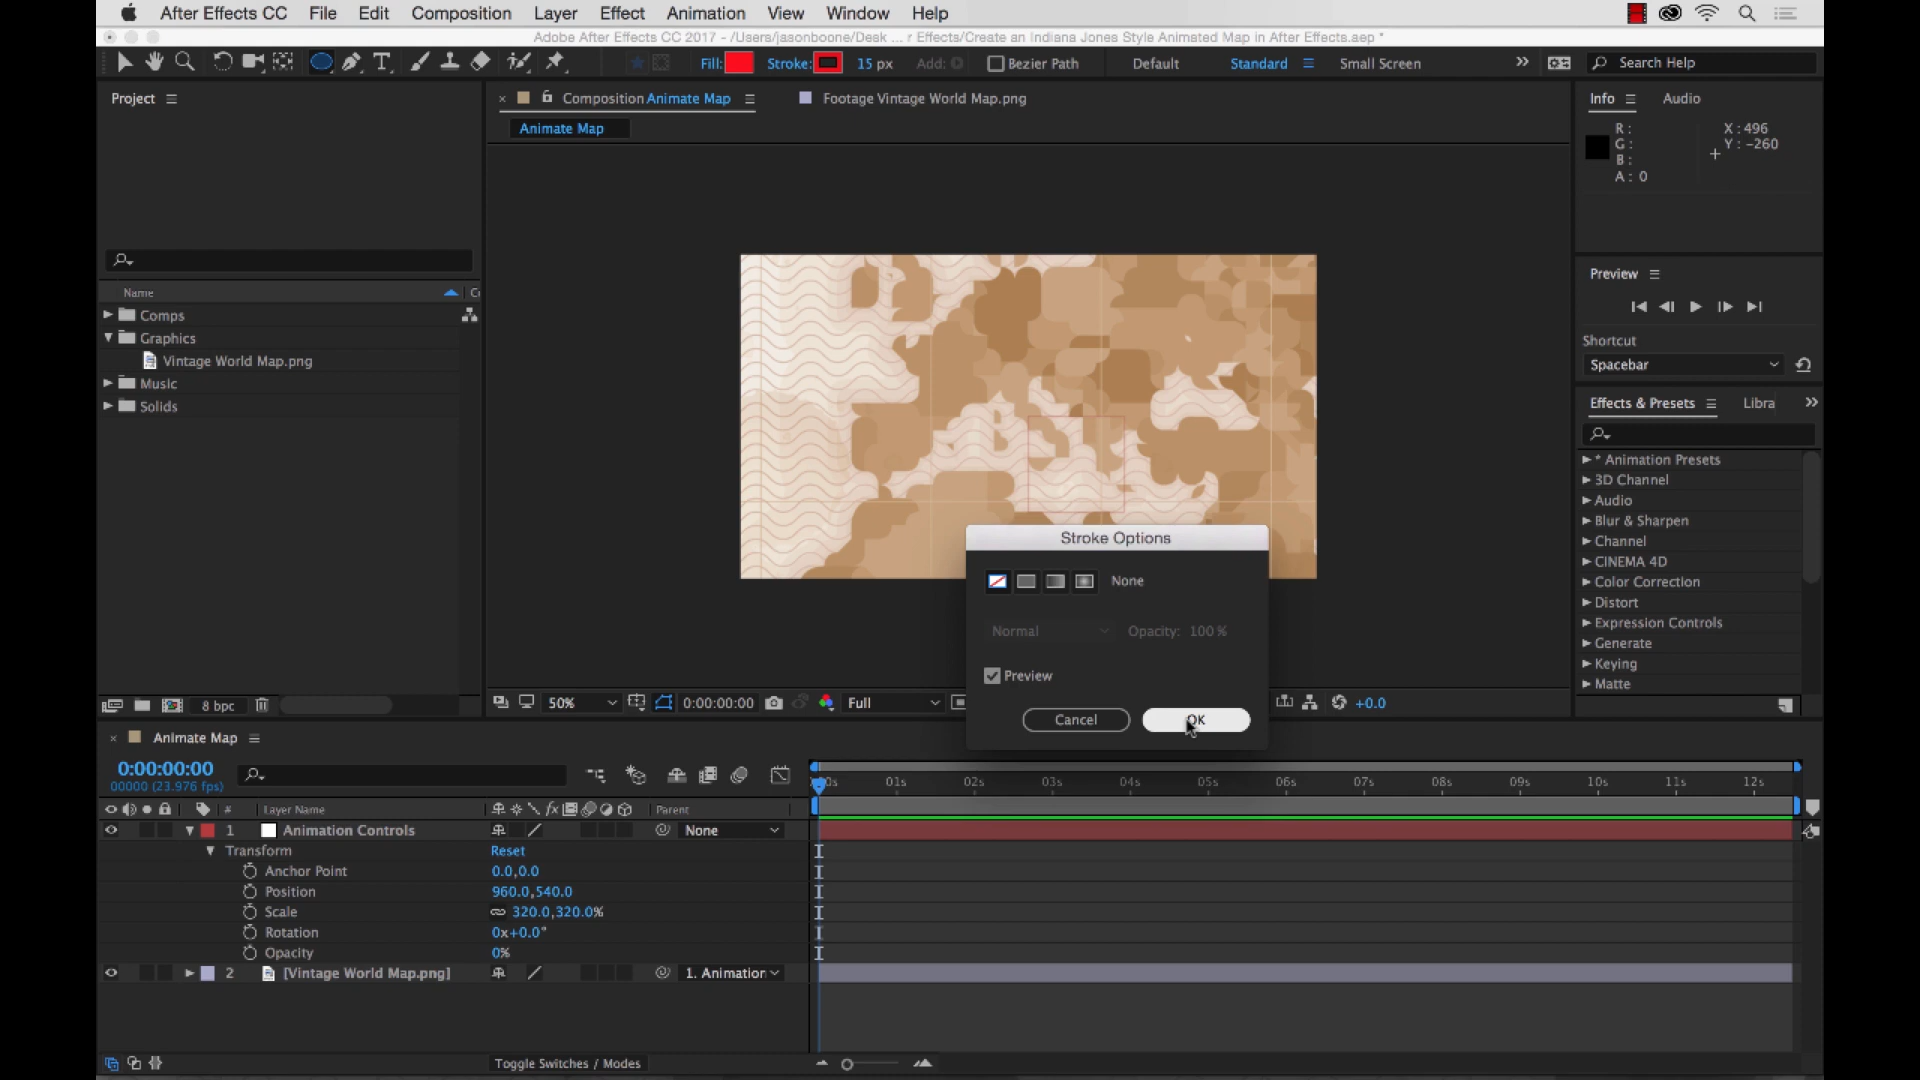 After Effects CC File Edit Composition Layer Effect Animation View Window Help
Adobe After Effects CC 2017 - /Users/jasonboone/Desk ... r Effects/Create an Indiana Jones Style Animated Map in After Effects.aep *
Fill: Stroke: 15 px Add: Bezier Path Default Standard Small Screen Search Help
Project
Composition Animate Map Footage Vintage World Map.png
Animate Map
Info Audio
R :
G :
B :
A : 0
X : 496
Y : -260
Name
Comps
Graphics
Vintage World Map.png
Music
Solids
8 bpc
Preview
Shortcut
Spacebar
Effects & Presets Libra
* Animation Presets
3D Channel
Audio
Blur & Sharpen
Channel
CINEMA 4D
Color Correction
Distort
Expression Controls
Generate
Keying
Matte
Stroke Options
None
Normal Opacity: 100 %
Preview
Cancel OK
50% 0:00:00:00 Full +0.0
Animate Map
0:00:00:00
00000 (23.976 fps)
01s 02s 03s 04s 05s 06s 07s 08s 09s 10s 11s 12s
# Layer Name fx Parent
1 Animation Controls None
Transform Reset
Anchor Point 0.0,0.0
Position 960.0,540.0
Scale 320.0,320.0%
Rotation 0x+0.0°
Opacity 0%
2 [Vintage World Map.png] 1. Animation
Toggle Switches / Modes